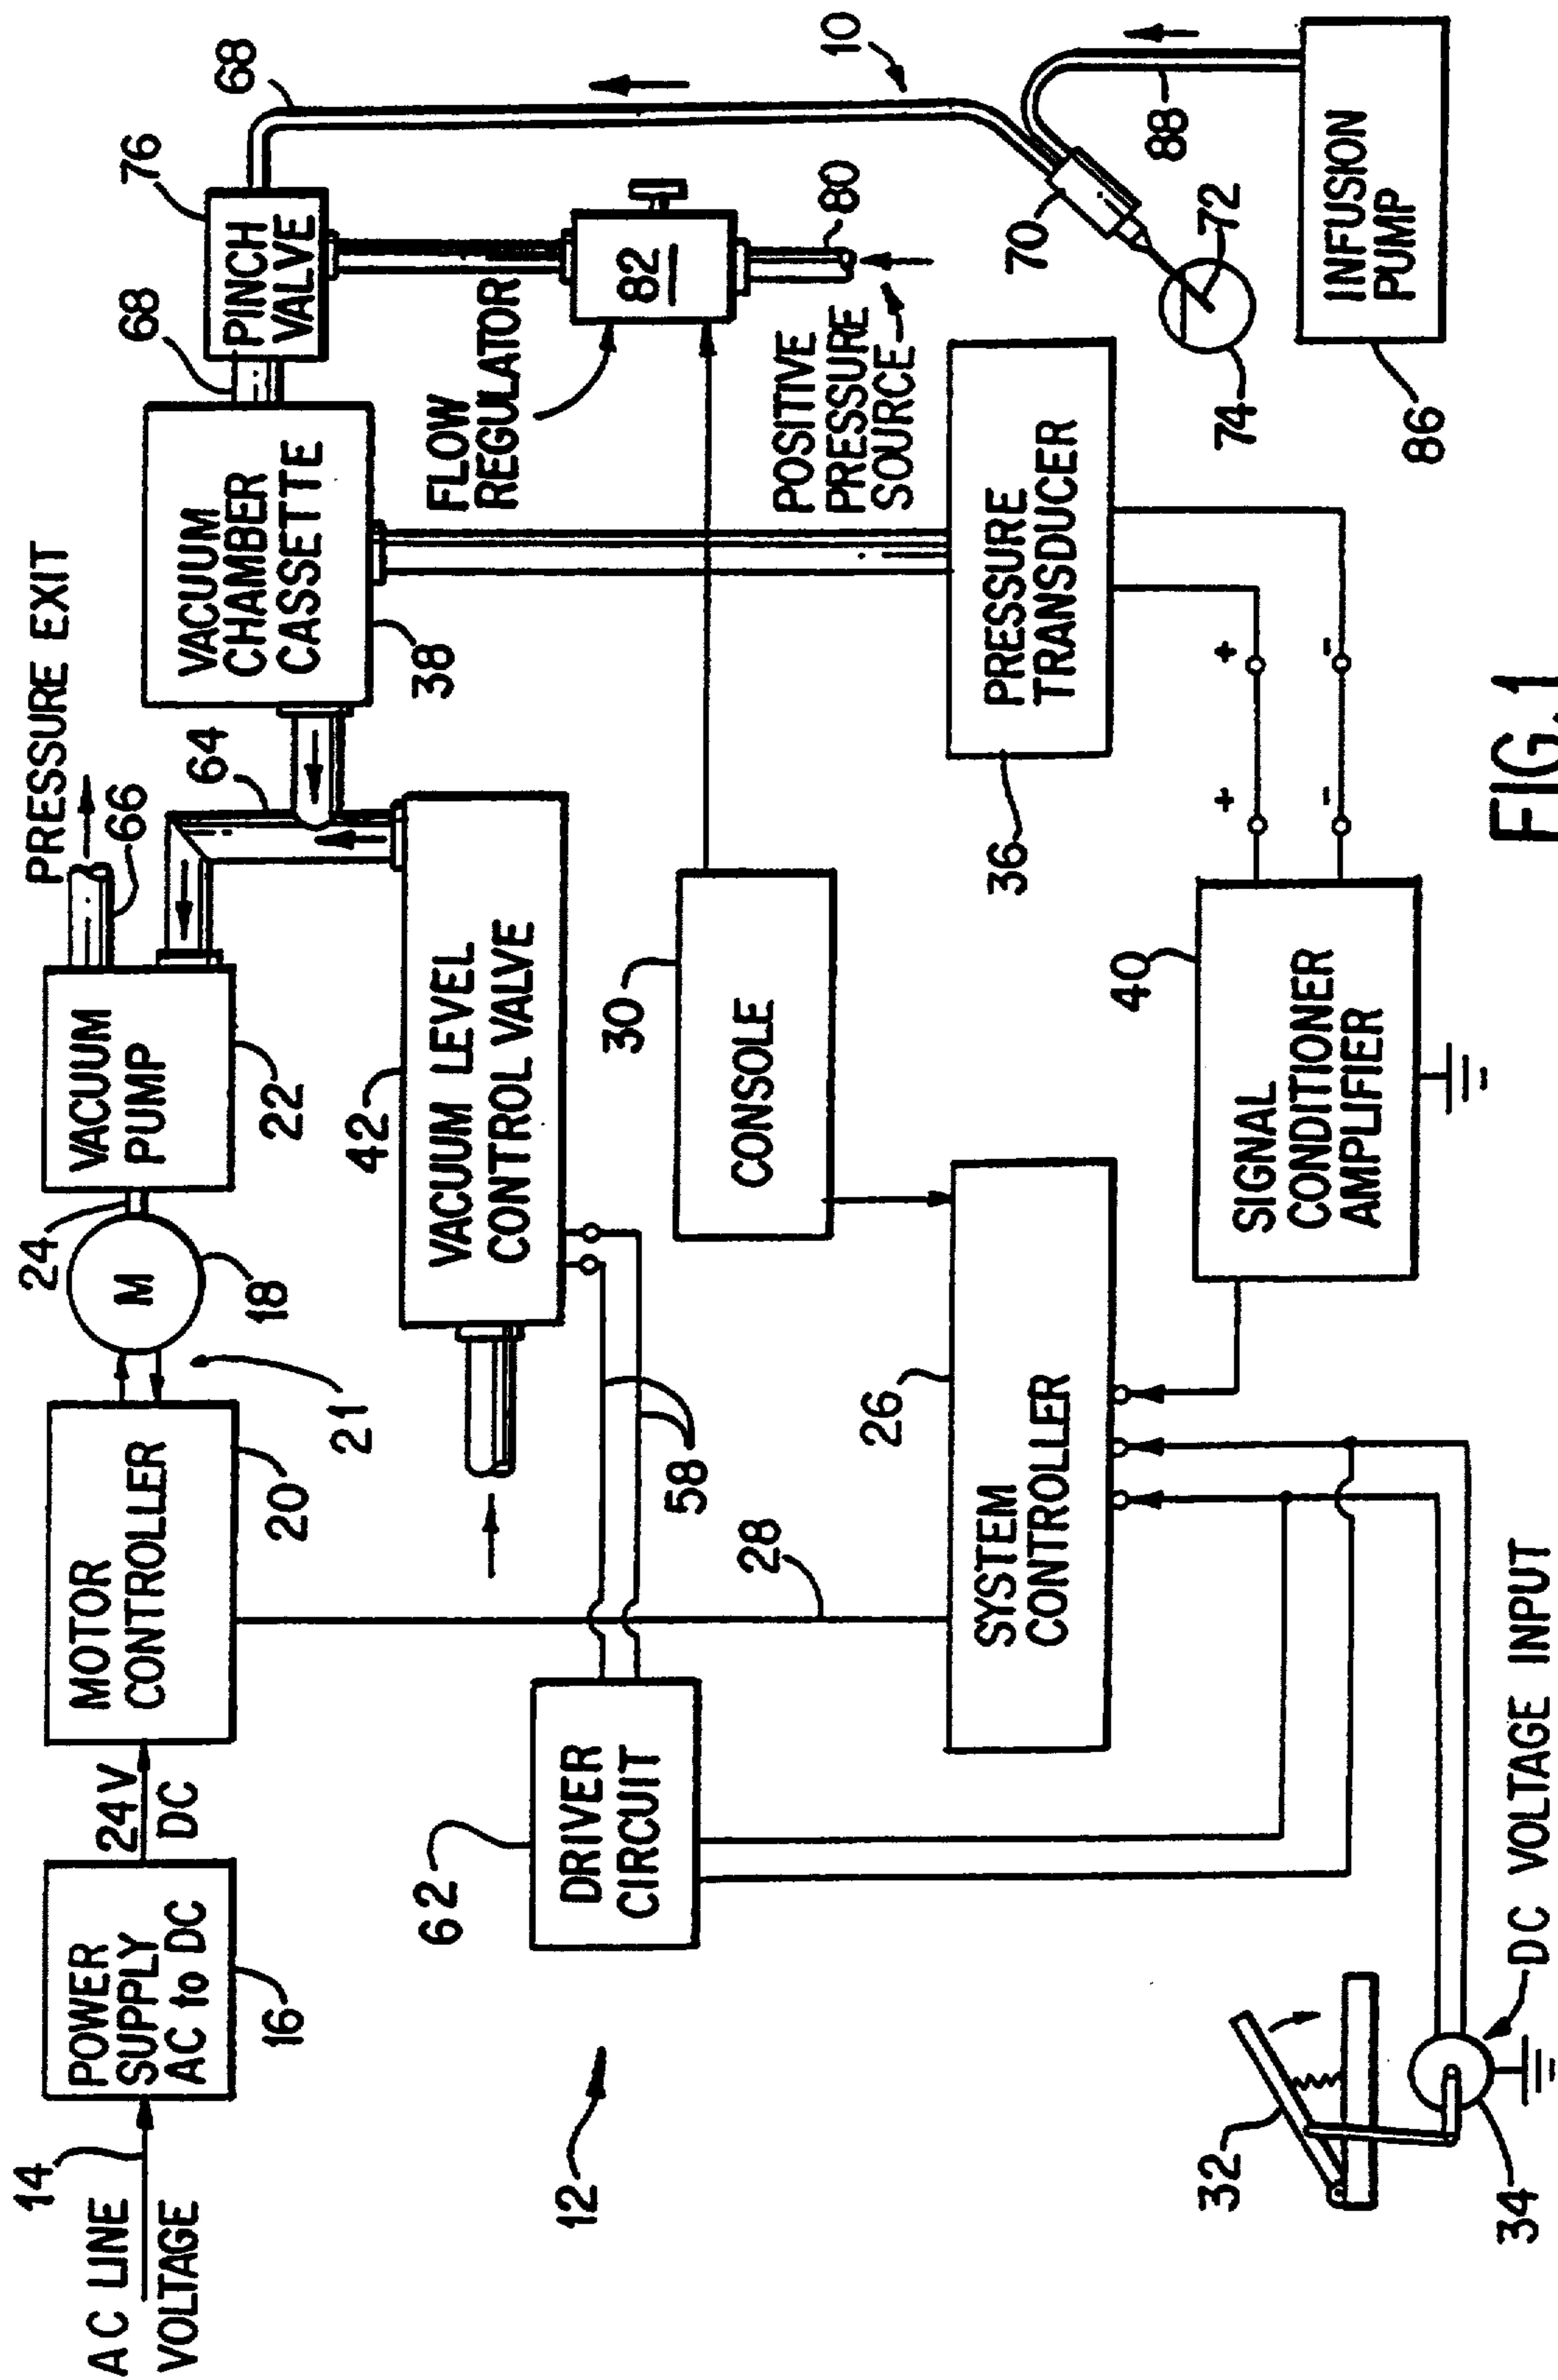 AC LINE
VOLTAGE
14
POWER
SUPPLY
AC to DC
16
24V
DC
MOTOR
CONTROLLER
20
21
M
18
24
VACUUM
PUMP
22
PRESSURE EXIT
66
64
VACUUM
CHAMBER
CASSETTE
38
68
PINCH
VALVE
76
68
10
12
62
DRIVER
CIRCUIT
58
28
42
VACUUM LEVEL
CONTROL VALVE
30
CONSOLE
FLOW
REGULATOR
82
80
POSITIVE
PRESSURE
SOURCE
26
SYSTEM
CONTROLLER
36
PRESSURE
TRANSDUCER
70
72
74
88
INFUSION
PUMP
86
40
SIGNAL
CONDITIONER
AMPLIFIER
+ +
- -
32
34
DC VOLTAGE INPUT
FIG. 1